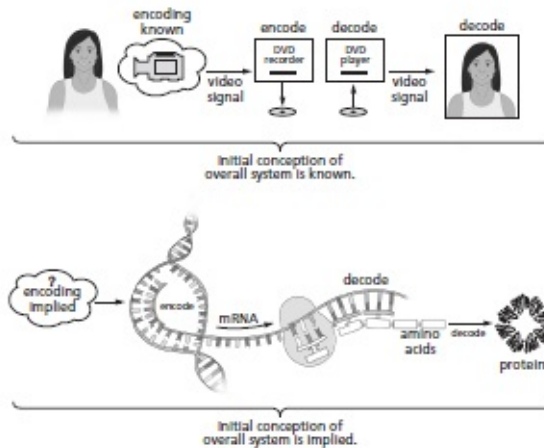 encoding
known
encode
decode
decode
DVD
recorder
DVD
player
video
signal
video
signal
Initial conception of
overall system is known.
?
encoding
implied
encode
mRNA
decode
amino
acids
decode
protein
Initial conception of
overall system is implied.